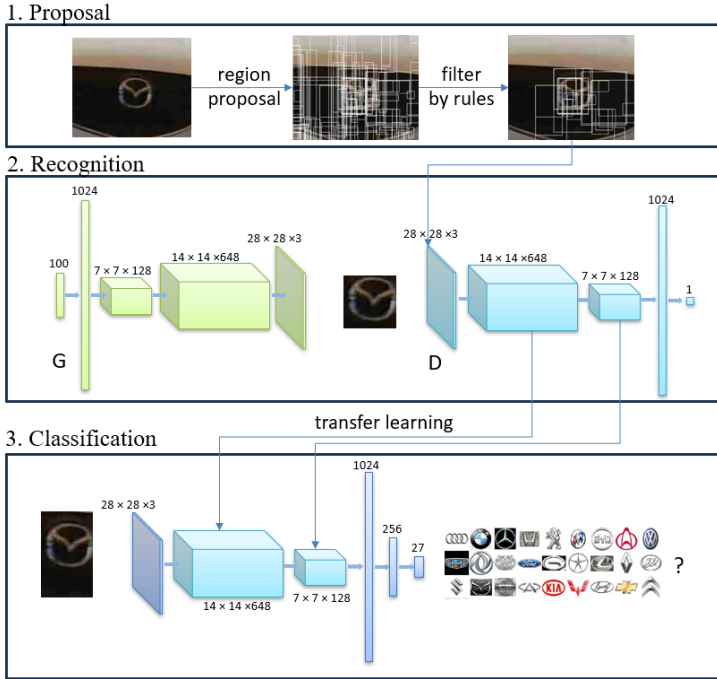 1. Proposal
region
proposal
filter
by rules
2. Recognition
100
1024
7 × 7 × 128
14 × 14 ×648
28 × 28 ×3
G
28 × 28 ×3
14 × 14 ×648
7 × 7 × 128
1024
1
D
transfer learning
3. Classification
28 × 28 ×3
14 × 14 ×648
7 × 7 × 128
1024
256
27
BYD
Ford
KIA
?